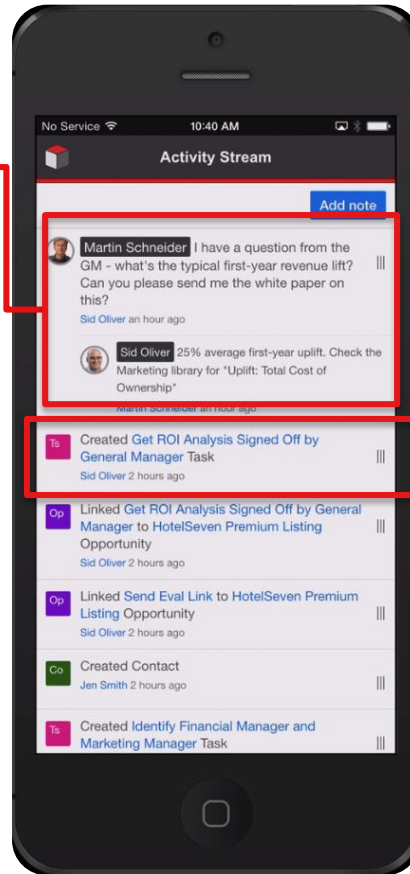 No Service 10:40 AM
Activity Stream
Add note
Martin Schneider I have a question from the
GM - what's the typical first-year revenue lift?
Can you please send me the white paper on
this?
Sid Oliver an hour ago
Sid Oliver 25% average first-year uplift. Check the
Marketing library for "Uplift: Total Cost of
Ownership"
Martin Schneider an hour ago
Ts
Created Get ROI Analysis Signed Off by
General Manager Task
Sid Oliver 2 hours ago
Op
Linked Get ROI Analysis Signed Off by General
Manager to HotelSeven Premium Listing
Opportunity
Sid Oliver 2 hours ago
Op
Linked Send Eval Link to HotelSeven Premium
Listing Opportunity
Sid Oliver 2 hours ago
Co
Created Contact
Jen Smith 2 hours ago
Ts
Created Identify Financial Manager and
Marketing Manager Task